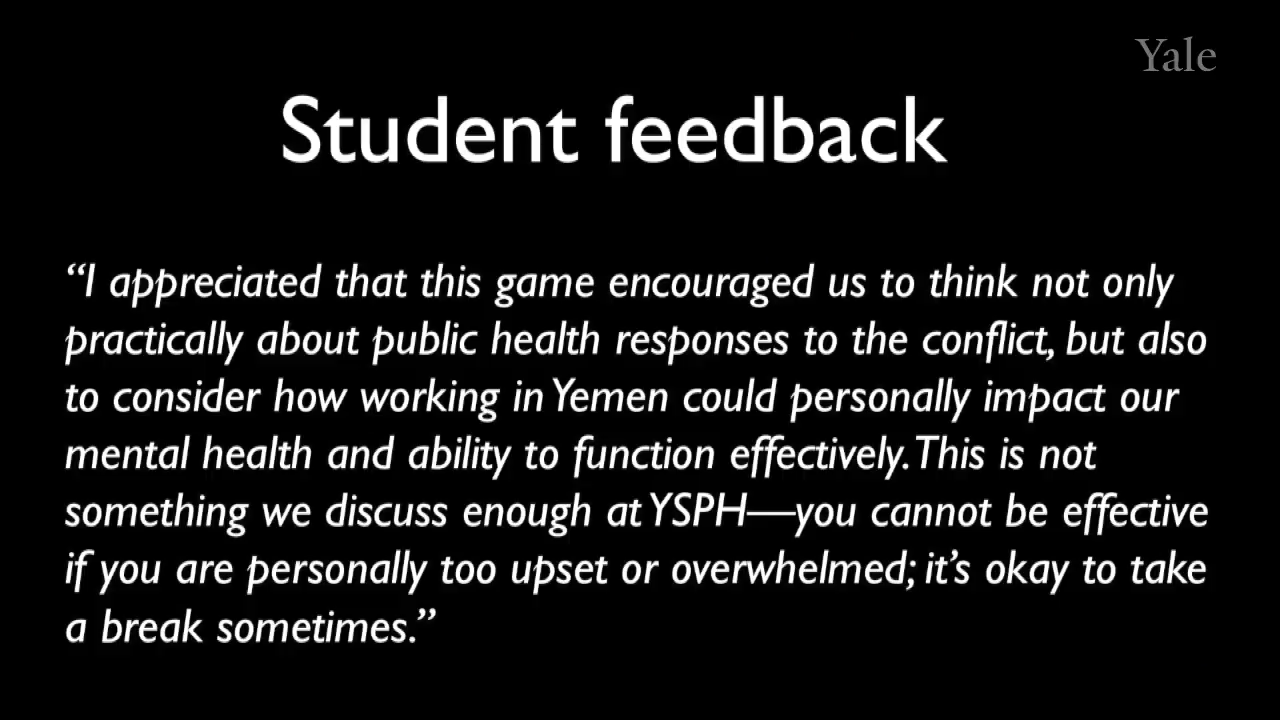 Yale
Student feedback
“I appreciated that this game encouraged us to think not only
practically about public health responses to the conflict, but also
to consider how working in Yemen could personally impact our
mental health and ability to function effectively. This is not
something we discuss enough at YSPH—you cannot be effective
if you are personally too upset or overwhelmed; it’s okay to take
a break sometimes.”